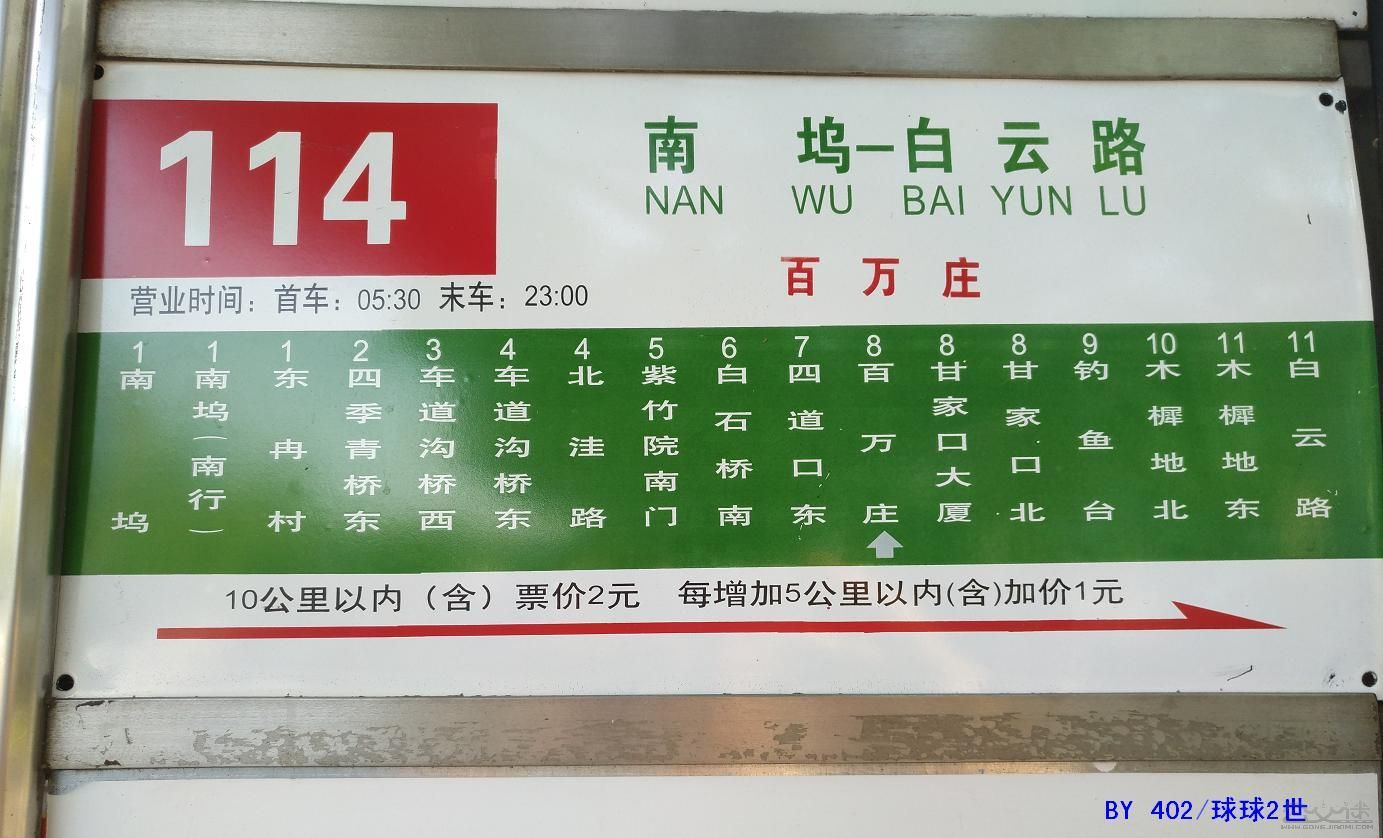 114
南 坞—白云路
NAN WU BAI YUN LU
百万庄
营业时间：首车：05:30 末车：23:00
1 南坞
1 南坞（南行）
1 东冉村
2 四季青桥东
3 车道沟桥西
4 车道沟桥东
4 北洼路
5 紫竹院南门
6 白石桥南
7 四道口东
8 百万庄
8 甘家口大厦
8 甘家口北
9 钓鱼台
10 木樨地北
11 木樨地东
11 白云路
10公里以内（含）票价2元 每增加5公里以内(含)加价1元
BY 402/球球2世
WWW.GONGJIAOMI.COM